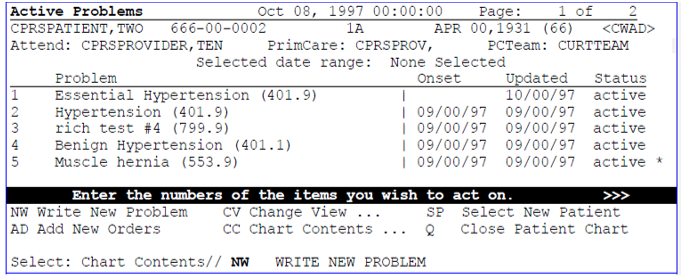 Active Problems Oct 08, 1997 00:00:00 Page: 1 of 2
CPRSPATIENT,TWO 666-00-0002 1A APR 00,1931 (66) <CWAD>
Attend: CPRSPROVIDER,TEN PrimCare: CPRSPROV, PCTeam: CURTTEAM
Selected date range: None Selected
Problem Onset Updated Status
1 Essential Hypertension (401.9) | 10/00/97 active
2 Hypertension (401.9) | 09/00/97 09/00/97 active
3 rich test #4 (799.9) | 09/00/97 09/00/97 active
4 Benign Hypertension (401.1) | 09/00/97 09/00/97 active
5 Muscle hernia (553.9) | 09/00/97 09/00/97 active *
Enter the numbers of the items you wish to act on. >>>
NW Write New Problem CV Change View ... SP Select New Patient
AD Add New Orders CC Chart Contents ... Q Close Patient Chart
Select: Chart Contents// NW WRITE NEW PROBLEM